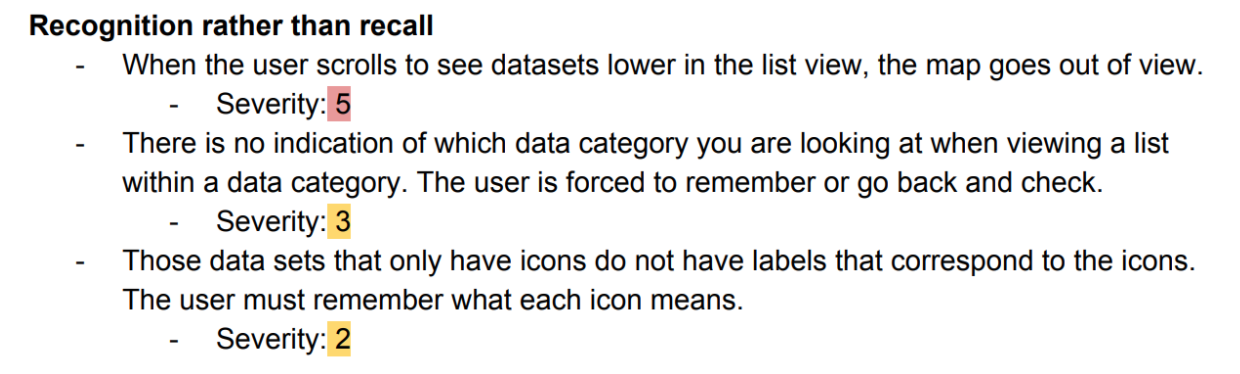 Recognition rather than recall
- When the user scrolls to see datasets lower in the list view, the map goes out of view.
- Severity: 5
- There is no indication of which data category you are looking at when viewing a list
within a data category. The user is forced to remember or go back and check.
- Severity: 3
- Those data sets that only have icons do not have labels that correspond to the icons.
The user must remember what each icon means.
- Severity: 2